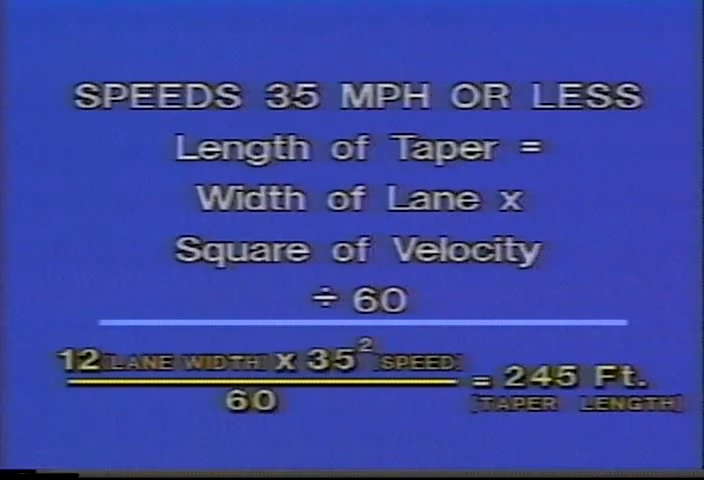 SPEEDS 35 MPH OR LESS
Length of Taper =
Width of Lane x
Square of Velocity
÷ 60
12 [LANE WIDTH] x 35² [SPEED]
60
= 245 Ft.
[TAPER LENGTH]